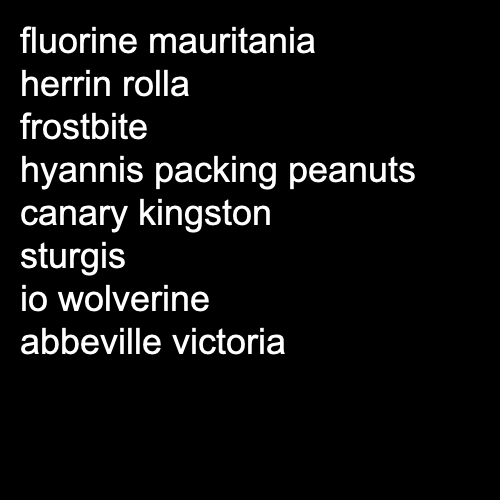 fluorine mauritania
herrin rolla
frostbite
hyannis packing peanuts
canary kingston
sturgis
io wolverine
abbeville victoria